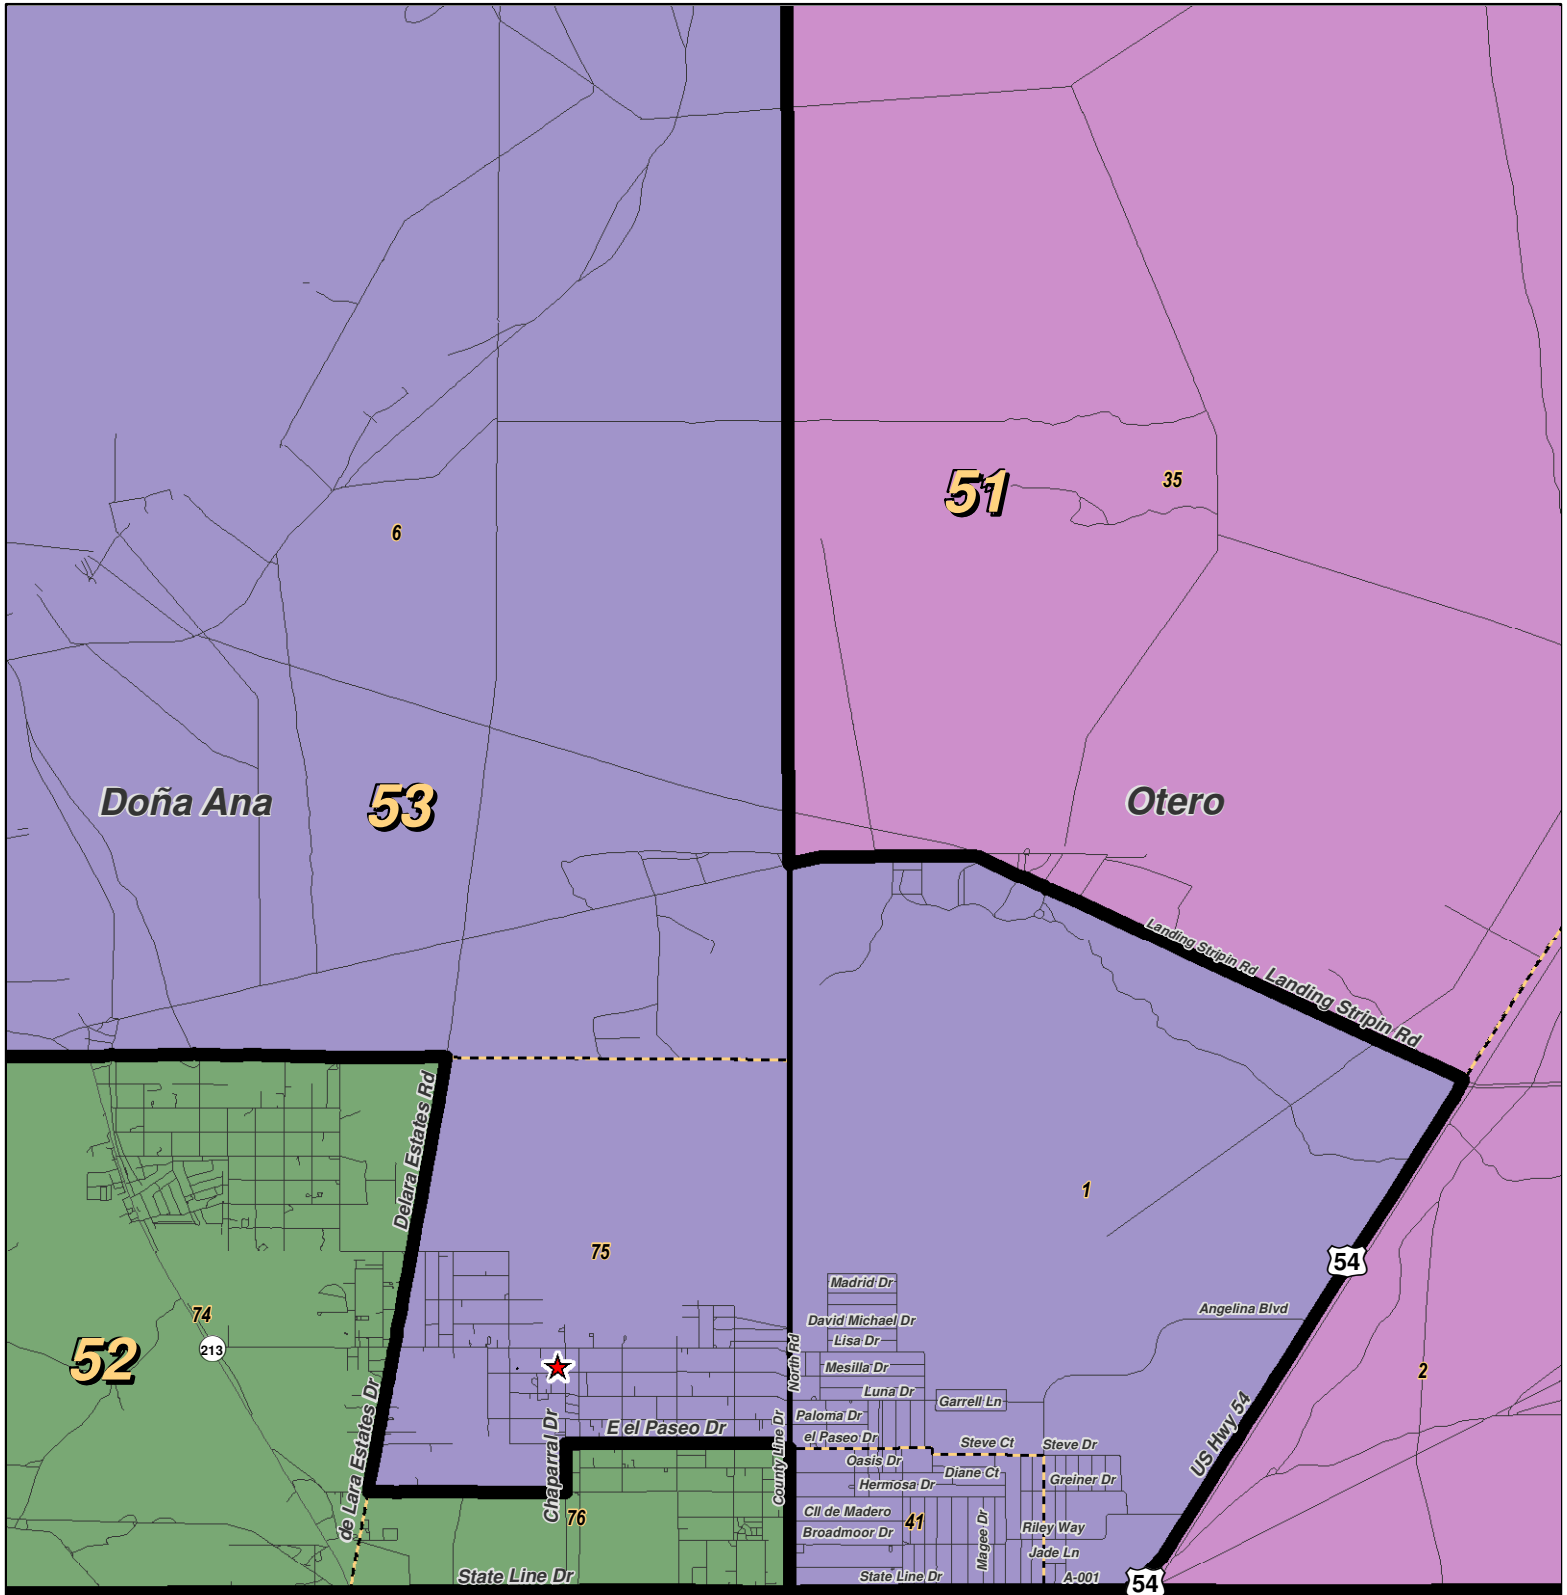 51
35
6
Doña Ana
53
Otero
Landing Stripin Rd
Landing Stripin Rd
Delara Estates Rd
1
75
54
Madrid Dr
Angelina Blvd
74
David Michael Dr
213
Lisa Dr
52
North Rd
Mesilla Dr
2
Luna Dr
Garrell Ln
de Lara Estates Dr
Chaparral Dr
E el Paseo Dr
County Line Dr
Paloma Dr
el Paseo Dr
Steve Ct
Steve Dr
US Hwy 54
Oasis Dr
Diane Ct
Hermosa Dr
Greiner Dr
76
Cll de Madero
41
Magee Dr
Broadmoor Dr
Riley Way
Jade Ln
State Line Dr
State Line Dr
A-001
54